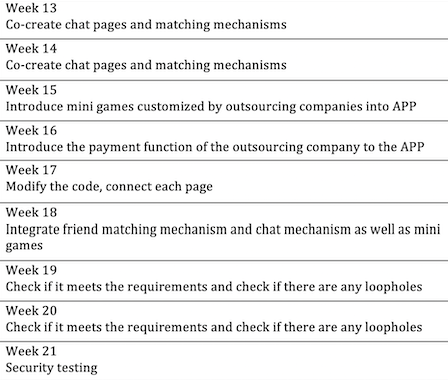 Week 13
Co-create chat pages and matching mechanisms
Week 14
Co-create chat pages and matching mechanisms
Week 15
Introduce mini games customized by outsourcing companies into APP
Week 16
Introduce the payment function of the outsourcing company to the APP
Week 17
Modify the code, connect each page
Week 18
Integrate friend matching mechanism and chat mechanism as well as mini
games
Week 19
Check if it meets the requirements and check if there are any loopholes
Week 20
Check if it meets the requirements and check if there are any loopholes
Week 21
Security testing